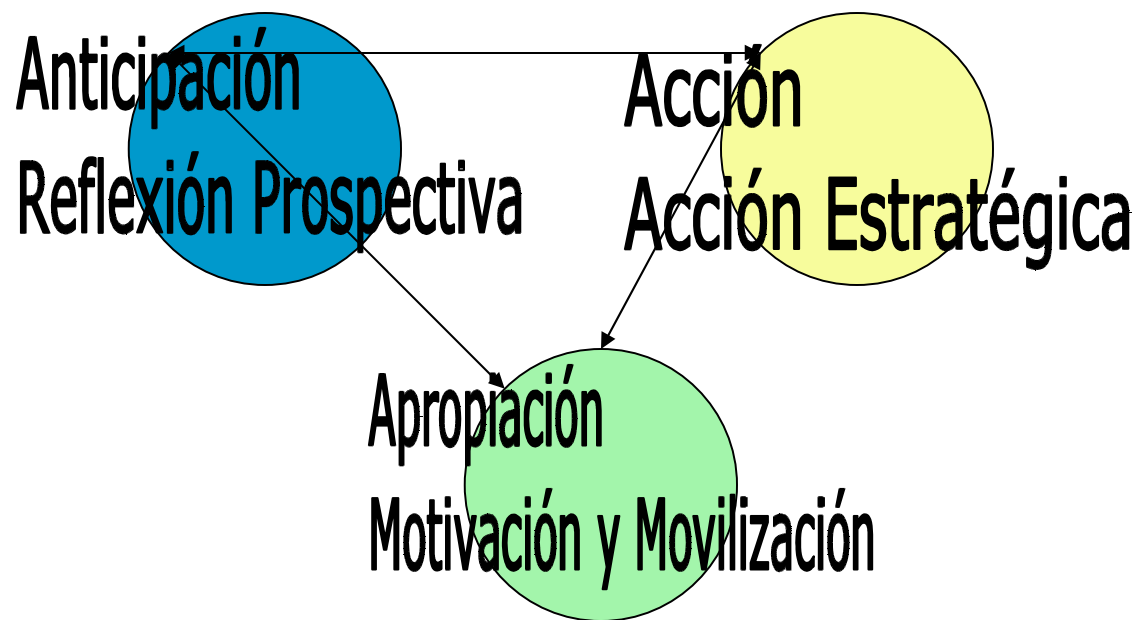 Anticipación
Reflexión Prospectiva
Acción
Acción Estratégica
Apropiación
Motivación y Movilización